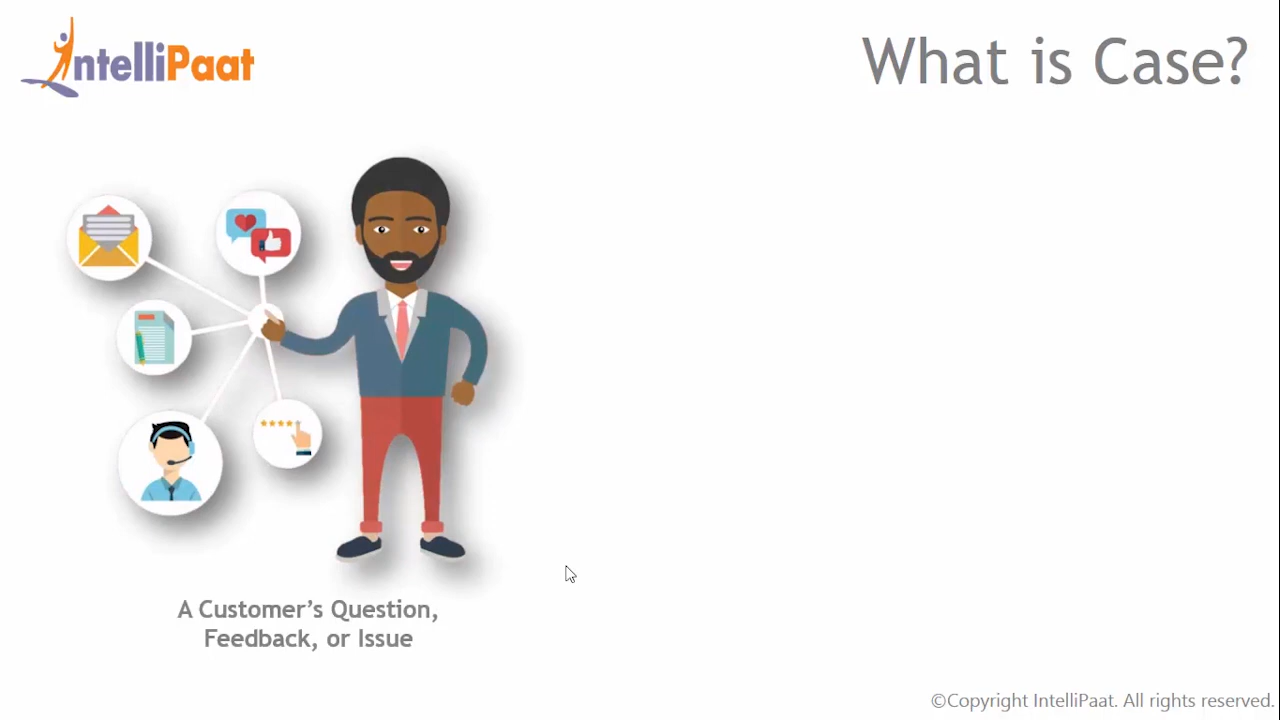 IntelliPaat
What is Case?
A Customer's Question,
Feedback, or Issue
©Copyright IntelliPaat. All rights reserved.